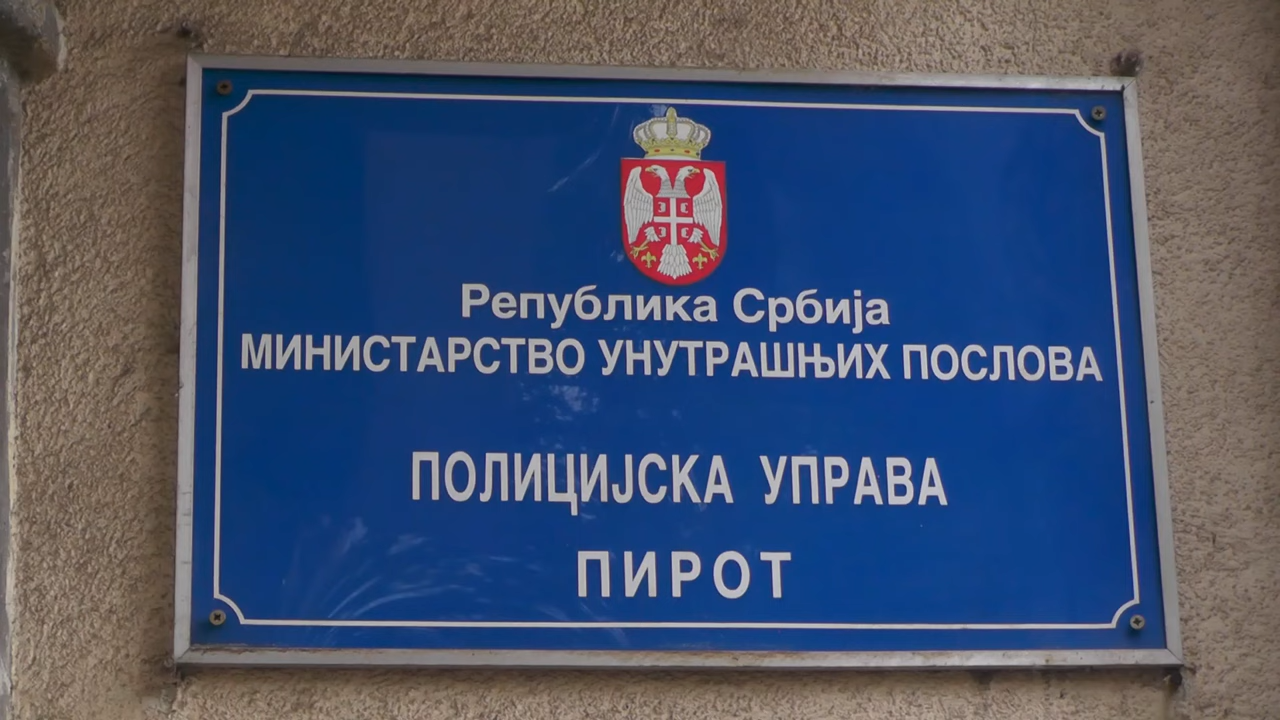 Република Србија
МИНИСТАРСТВО УНУТРАШЊИХ ПОСЛОВА
ПОЛИЦИЈСКА УПРАВА
ПИРОТ